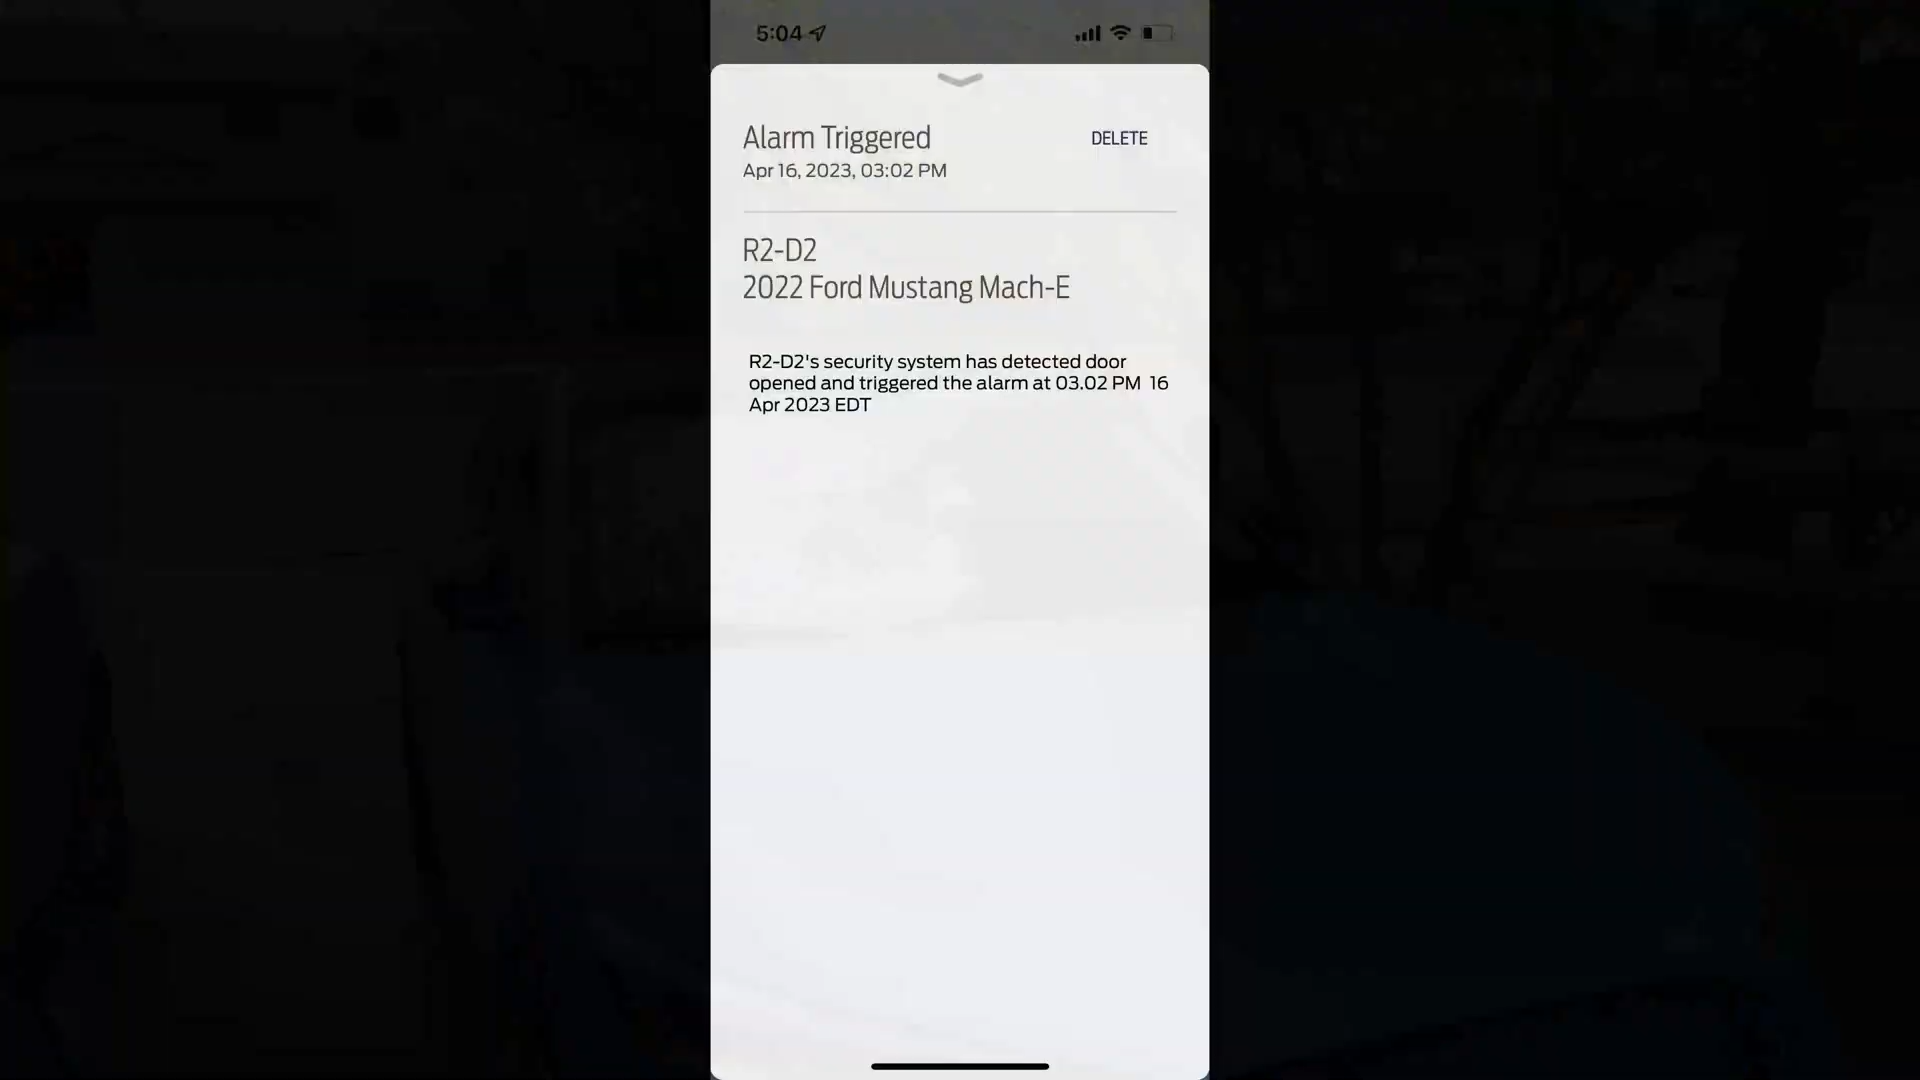 5:04
Alarm Triggered
DELETE
Apr 16, 2023, 03:02 PM
R2-D2
2022 Ford Mustang Mach-E
R2-D2's security system has detected door
opened and triggered the alarm at 03.02 PM 16
Apr 2023 EDT